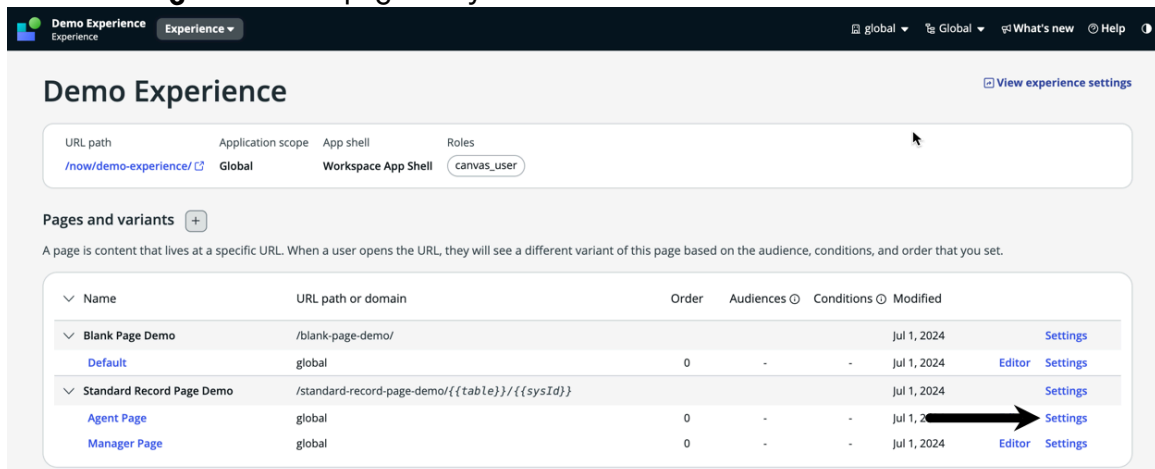 Demo Experience
Experience
Experience
global
Global
What's new
Help
Demo Experience
View experience settings
URL path Application scope App shell Roles
/now/demo-experience/ Global Workspace App Shell canvas_user
Pages and variants +
A page is content that lives at a specific URL. When a user opens the URL, they will see a different variant of this page based on the audience, conditions, and order that you set.
Name URL path or domain Order Audiences Conditions Modified
Blank Page Demo /blank-page-demo/ Jul 1, 2024 Settings
Default global 0 - - Jul 1, 2024 Editor Settings
Standard Record Page Demo /standard-record-page-demo/{{table}}/{{sysId}} Jul 1, 2024 Settings
Agent Page global 0 - - Jul 1, Settings
Manager Page global 0 - - Jul 1, 2024 Editor Settings